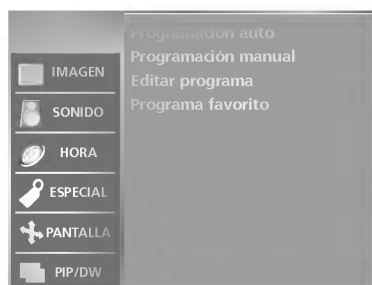 Programación auto
Programación manual
Editar programa
Programa favorito
IMAGEN
SONIDO
HORA
ESPECIAL
PANTALLA
PIP/DW